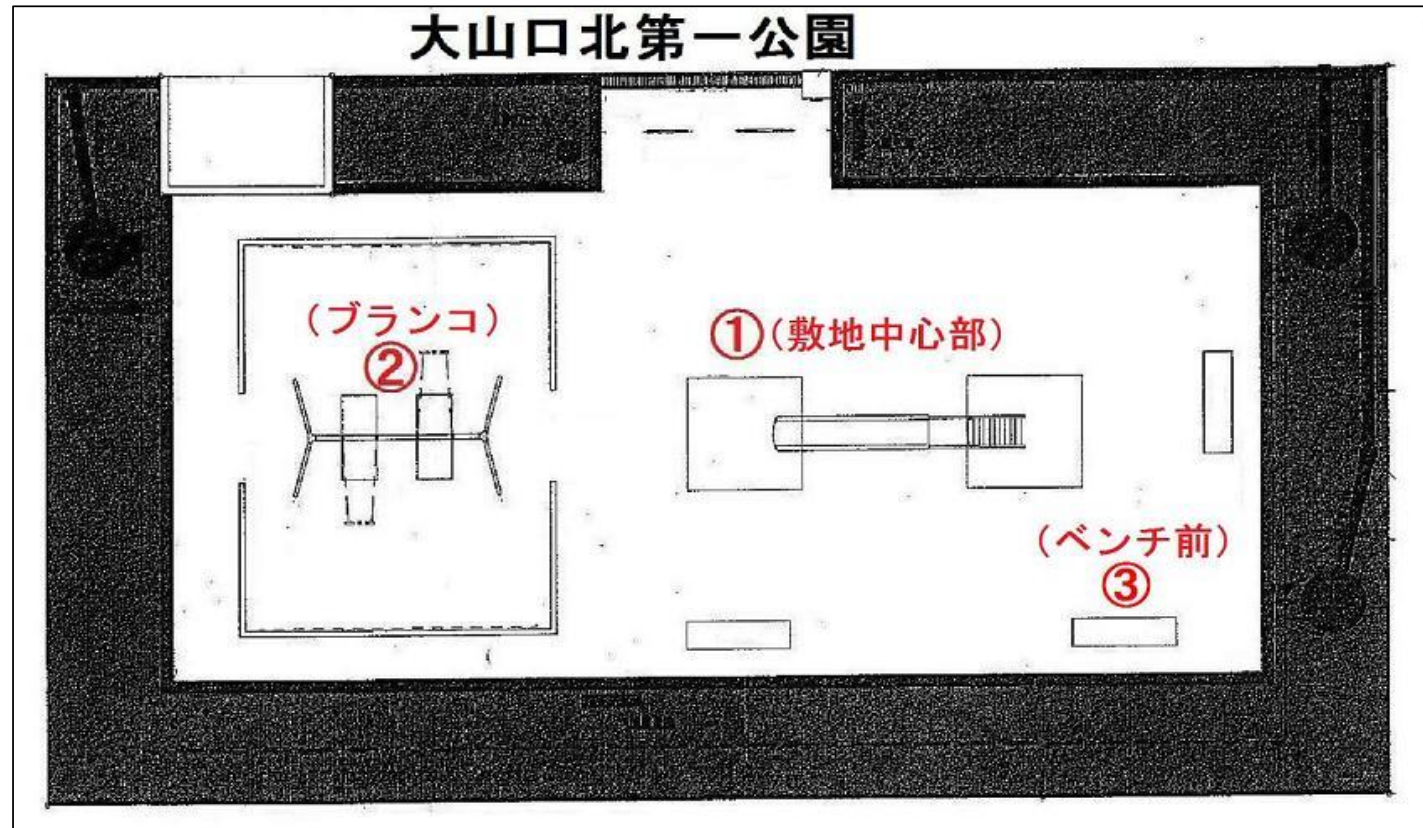 大山口北第一公園
（ブランコ）
②
①（敷地中心部）
（ベンチ前）
③